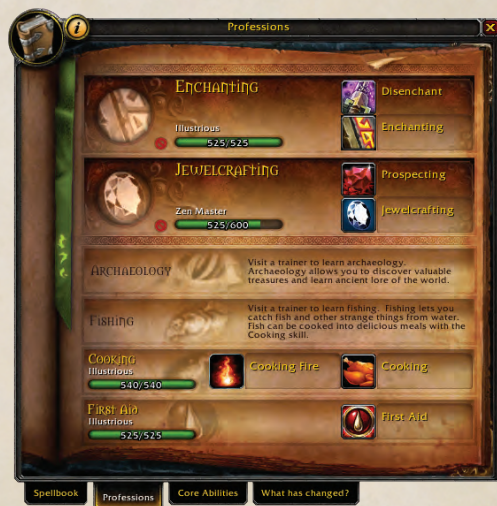 Professions
Enchanting
Illustrious
525/525
Disenchant
Enchanting
Jewelcrafting
Zen Master
525/600
Prospecting
Jewelcrafting
Archaeology
Visit a trainer to learn archaeology.
Archaeology allows you to discover valuable
treasures and learn ancient lore of the world.
Fishing
Visit a trainer to learn fishing. Fishing lets you
catch fish and other strange things from water.
Fish can be cooked into delicious meals with the
Cooking skill.
Cooking
Illustrious
540/540
Cooking Fire
Cooking
First Aid
Illustrious
525/525
First Aid
Spellbook
Professions
Core Abilities
What has changed?